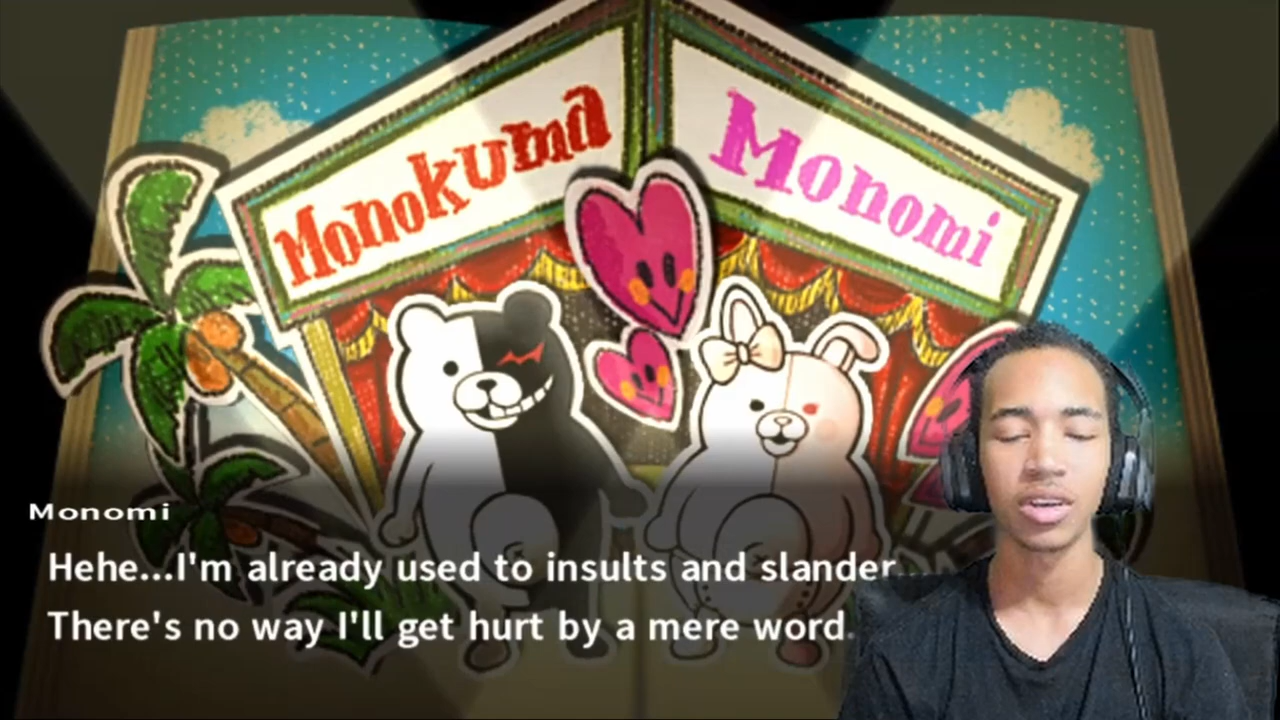 Monokuma
Monomi
Monomi
Hehe...I'm already used to insults and slander...
There's no way I'll get hurt by a mere word.